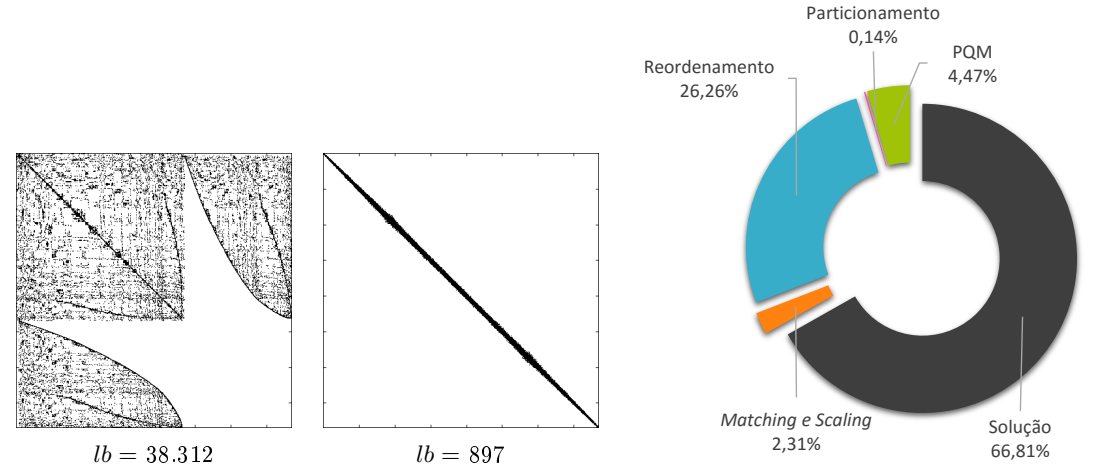 Particionamento
0,14%
PQM
4,47%
Reordenamento
26,26%
Matching e Scaling
2,31%
Solução
66,81%
lb = 38.312
lb = 897